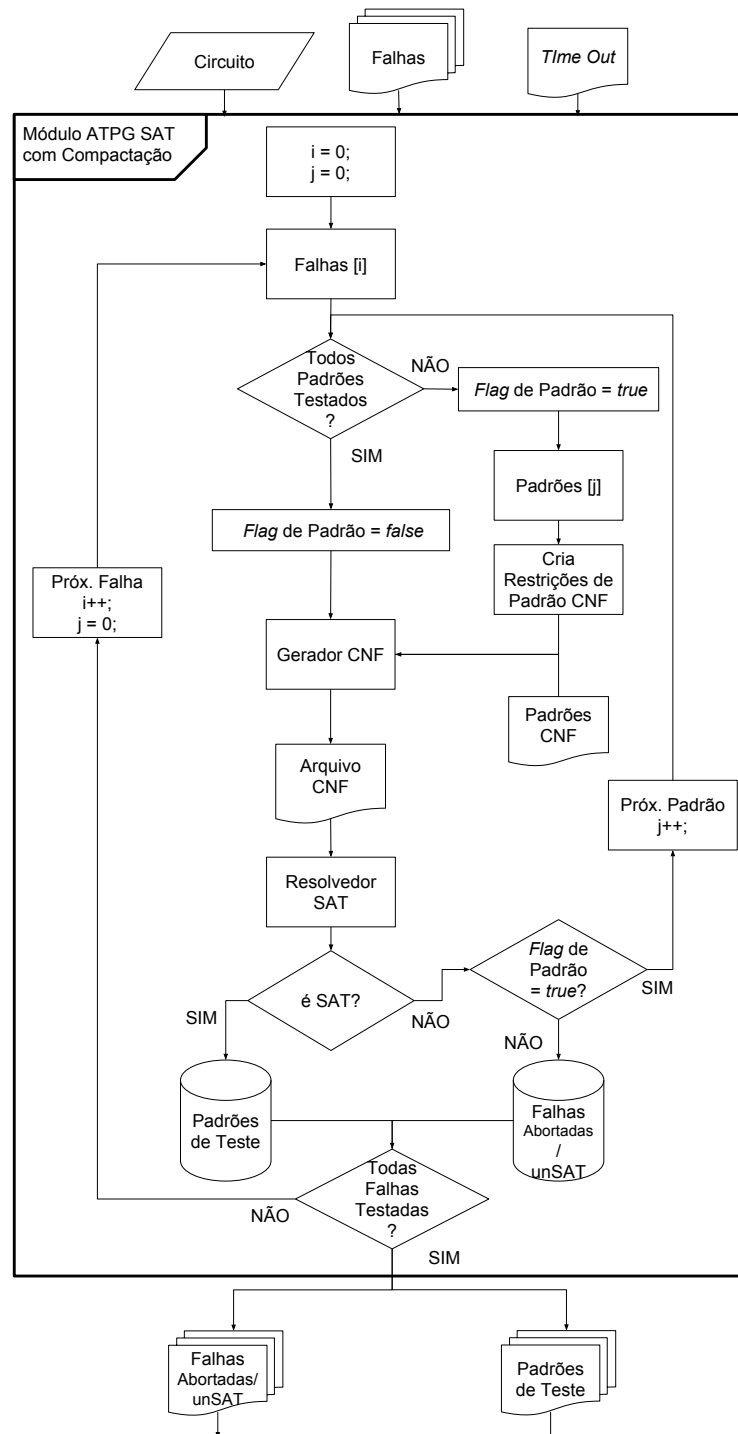 Circuito
Falhas
TIme Out
Módulo ATPG SAT
com Compactação
i = 0;
j = 0;
Falhas [i]
Todos
Padrões
Testados
?
NÃO
SIM
Flag de Padrão = true
Padrões [j]
Flag de Padrão = false
Cria
Restrições de
Padrão CNF
Próx. Falha
i++;
j = 0;
Gerador CNF
Padrões
CNF
Arquivo
CNF
Próx. Padrão
j++;
Resolvedor
SAT
é SAT?
SIM
NÃO
Flag de
Padrão
= true?
SIM
NÃO
Padrões
de Teste
Falhas
Abortadas
/
unSAT
Todas
Falhas
Testadas
?
NÃO
SIM
Falhas
Abortadas/
unSAT
Padrões
de Teste